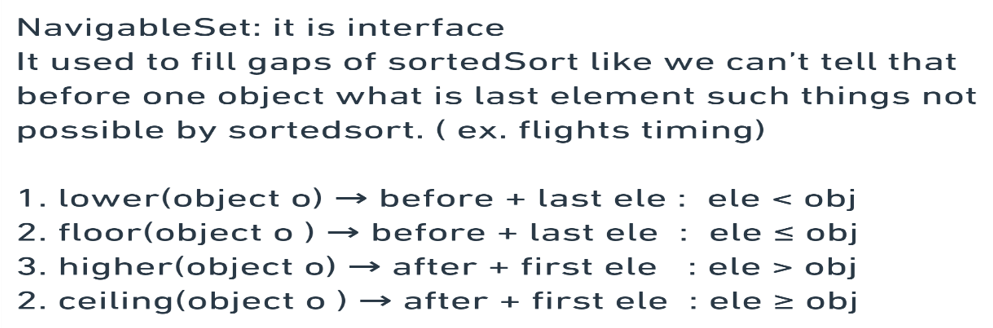 NavigableSet: it is interface
It used to fill gaps of sortedSort like we can't tell that
before one object what is last element such things not
possible by sortedsort. ( ex. flights timing)
1. lower(object o) → before + last ele : ele < obj
2. floor(object o ) → before + last ele : ele ≤ obj
3. higher(object o) → after + first ele : ele > obj
2. ceiling(object o ) → after + first ele : ele ≥ obj